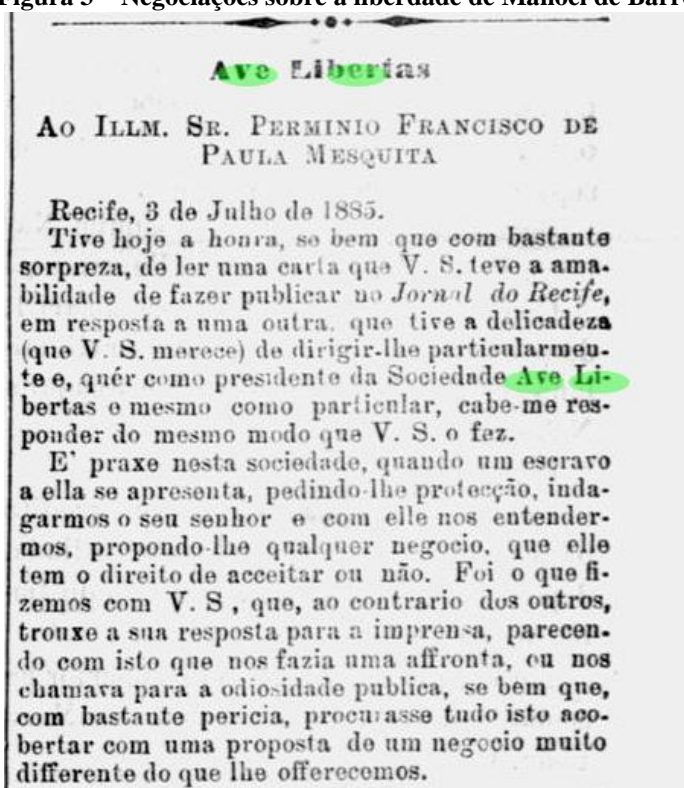 Figura 3 – Negociações sobre a liberdade de Manoel de Barr
Ave Libertas
AO ILLM. SR. PERMINIO FRANCISCO DE
PAULA MESQUITA
Recife, 3 de Julho de 1885.
Tive hoje a honra, se bem que com bastante
sorpreza, de ler uma carta que V. S. teve a ama-
bilidade de fazer publicar no Jornal do Recife,
em resposta a uma outra, que tive a delicadeza
(que V. S. merece) de dirigir-lhe particularmen-
te e, quér como presidente da Sociedade Ave Li-
bertas e mesmo como particular, cabe-me res-
ponder do mesmo modo que V. S. o fez.
E' praxe nesta sociedade, quando um escravo
a ella se apresenta, pedindo-lhe protecção, inda-
garmos o seu senhor e com elle nos entender-
mos, propondo-lhe qualquer negocio, que elle
tem o direito de acceitar ou não. Foi o que fi-
zemos com V. S, que, ao contrario dos outros,
trouxe a sua resposta para a imprensa, parecen-
do com isto que nos fazia uma affronta, ou nos
chamava para a odiosidade publica, se bem que,
com bastante pericia, procurasse tudo isto aco-
bertar com uma proposta de um negocio muito
differente do que lhe offerecemos.